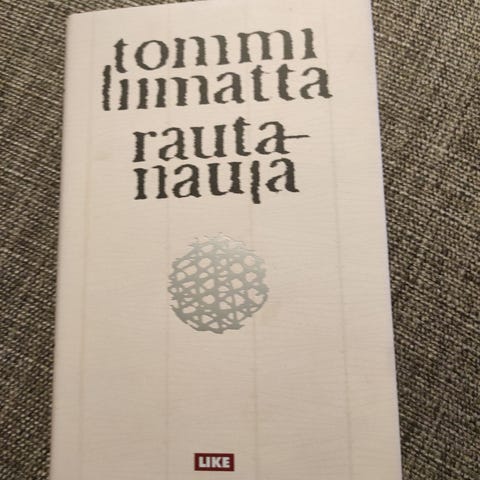 tommi
liimatta
rauta-
naula
LIKE